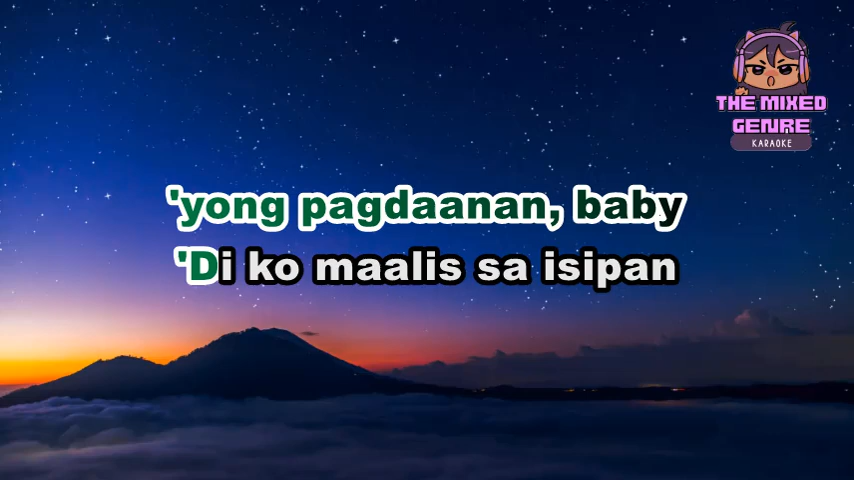 THE MIXED
GENRE
KARAOKE
'yong pagdaanan, baby
'Di ko maalis sa isipan